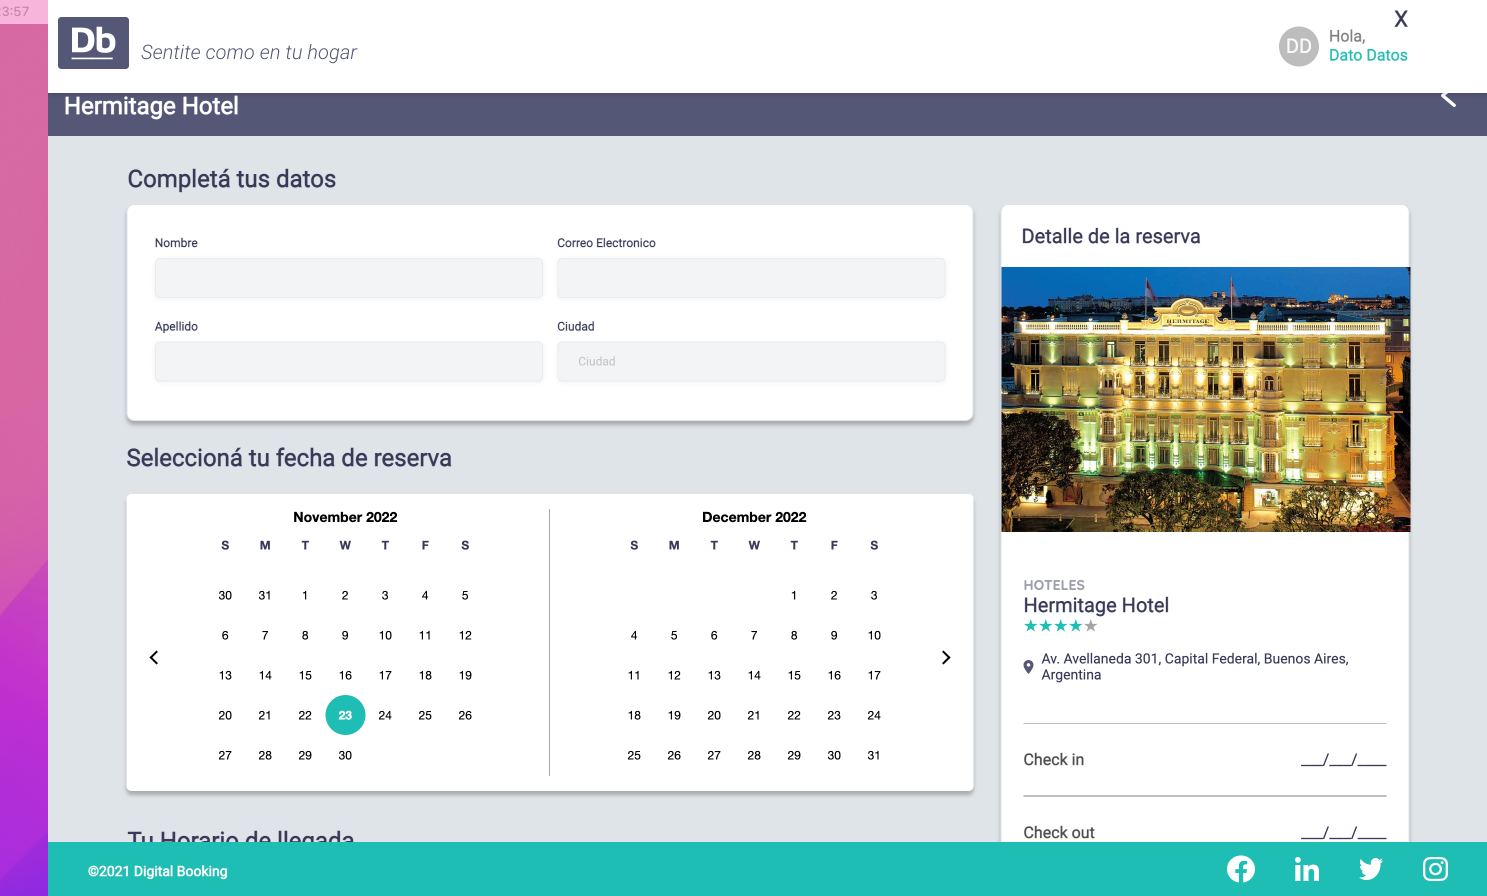 3:57
Db
Sentite como en tu hogar
X
DD
Hola,
Dato Datos
Hermitage Hotel
Completá tus datos
Nombre
Correo Electronico
Apellido
Ciudad
Ciudad
Seleccioná tu fecha de reserva
November 2022
S M T W T F S
30 31 1 2 3 4 5
6 7 8 9 10 11 12
13 14 15 16 17 18 19
20 21 22 23 24 25 26
27 28 29 30
December 2022
S M T W T F S
1 2 3
4 5 6 7 8 9 10
11 12 13 14 15 16 17
18 19 20 21 22 23 24
25 26 27 28 29 30 31
Tu Horario de llegada
Detalle de la reserva
HERMITAGE
HOTELES
Hermitage Hotel
Av. Avellaneda 301, Capital Federal, Buenos Aires,
Argentina
Check in __/__/___
Check out __/__/___
©2021 Digital Booking